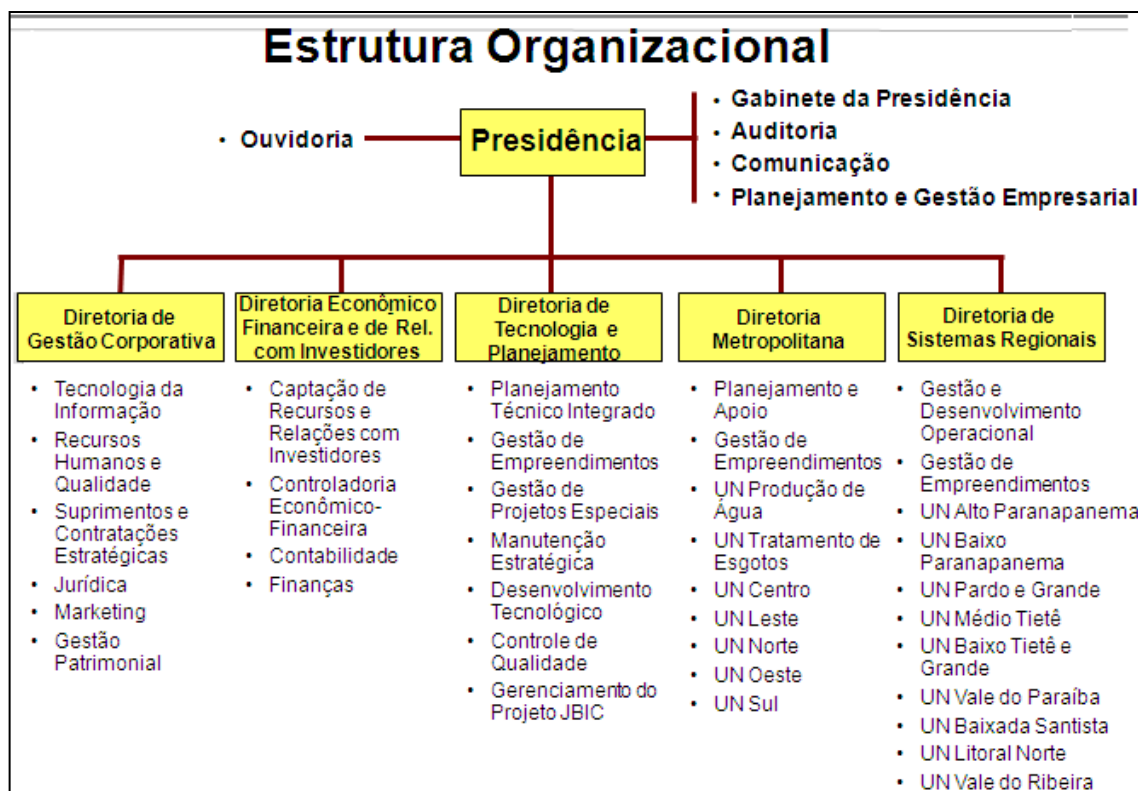 Estrutura Organizacional
• Ouvidoria
Presidência
• Gabinete da Presidência
• Auditoria
• Comunicação
• Planejamento e Gestão Empresarial
Diretoria de
Gestão Corporativa
• Tecnologia da
Informação
• Recursos
Humanos e
Qualidade
• Suprimentos e
Contratações
Estratégicas
• Jurídica
• Marketing
• Gestão
Patrimonial
Diretoria Econômico
Financeira e de Rel.
com Investidores
• Captação de
Recursos e
Relações com
Investidores
• Controladoria
Econômico-
Financeira
• Contabilidade
• Finanças
Diretoria de
Tecnologia e
Planejamento
• Planejamento
Técnico Integrado
• Gestão de
Empreendimentos
• Gestão de
Projetos Especiais
• Manutenção
Estratégica
• Desenvolvimento
Tecnológico
• Controle de
Qualidade
• Gerenciamento do
Projeto JBIC
Diretoria
Metropolitana
• Planejamento e
Apoio
• Gestão de
Empreendimentos
• UN Produção de
Água
• UN Tratamento de
Esgotos
• UN Centro
• UN Leste
• UN Norte
• UN Oeste
• UN Sul
Diretoria de
Sistemas Regionais
• Gestão e
Desenvolvimento
Operacional
• Gestão de
Empreendimentos
• UN Alto Paranapanema
• UN Baixo
Paranapanema
• UN Pardo e Grande
• UN Médio Tietê
• UN Baixo Tietê e
Grande
• UN Vale do Paraíba
• UN Baixada Santista
• UN Litoral Norte
• UN Vale do Ribeira